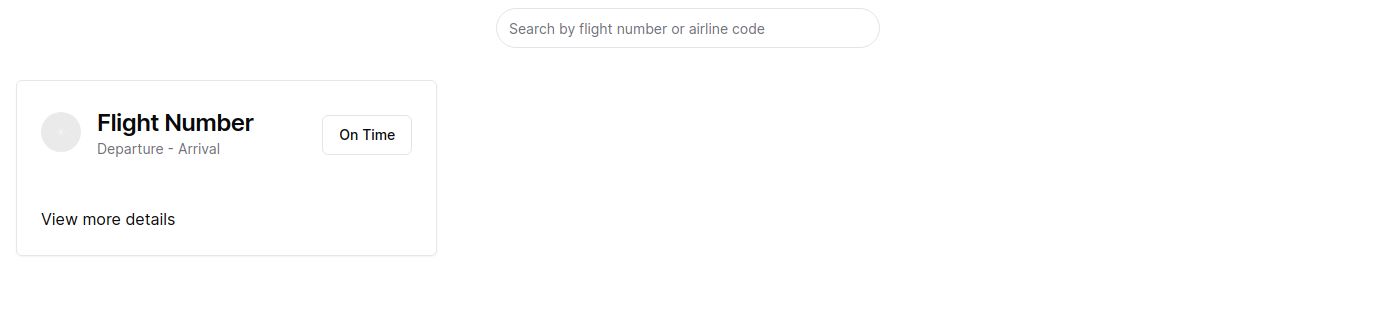 Search by flight number or airline code
Flight Number
On Time
Departure - Arrival
View more details